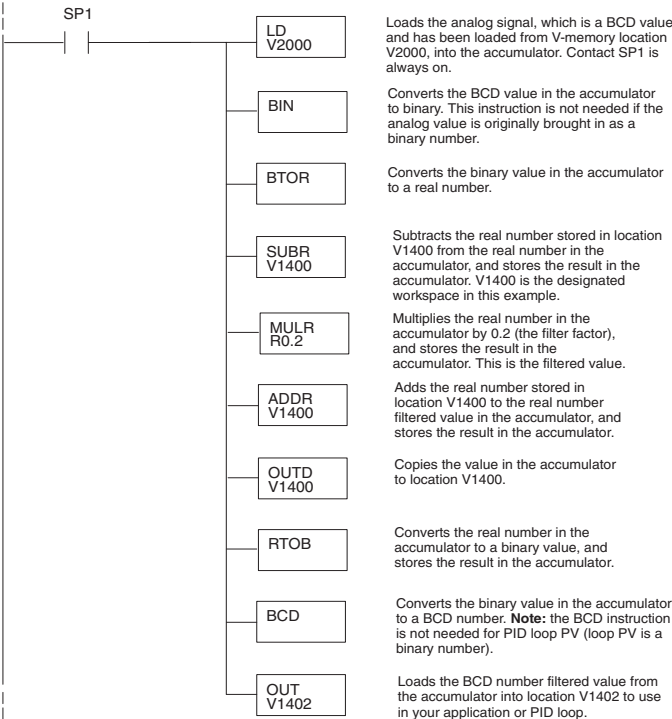 SP1
LD
V2000
Loads the analog signal, which is a BCD value
and has been loaded from V-memory location
V2000, into the accumulator. Contact SP1 is
always on.
BIN
Converts the BCD value in the accumulator
to binary. This instruction is not needed if the
analog value is originally brought in as a
binary number.
BTOR
Converts the binary value in the accumulator
to a real number.
SUBR
V1400
Subtracts the real number stored in location
V1400 from the real number in the
accumulator, and stores the result in the
accumulator. V1400 is the designated
workspace in this example.
MULR
R0.2
Multiplies the real number in the
accumulator by 0.2 (the filter factor),
and stores the result in the
accumulator. This is the filtered value.
ADDR
V1400
Adds the real number stored in
location V1400 to the real number
filtered value in the accumulator, and
stores the result in the accumulator.
OUTD
V1400
Copies the value in the accumulator
to location V1400.
RTOB
Converts the real number in the
accumulator to a binary value, and
stores the result in the accumulator.
BCD
Converts the binary value in the accumulator
to a BCD number. Note: the BCD instruction
is not needed for PID loop PV (loop PV is a
binary number).
OUT
V1402
Loads the BCD number filtered value from
the accumulator into location V1402 to use
in your application or PID loop.